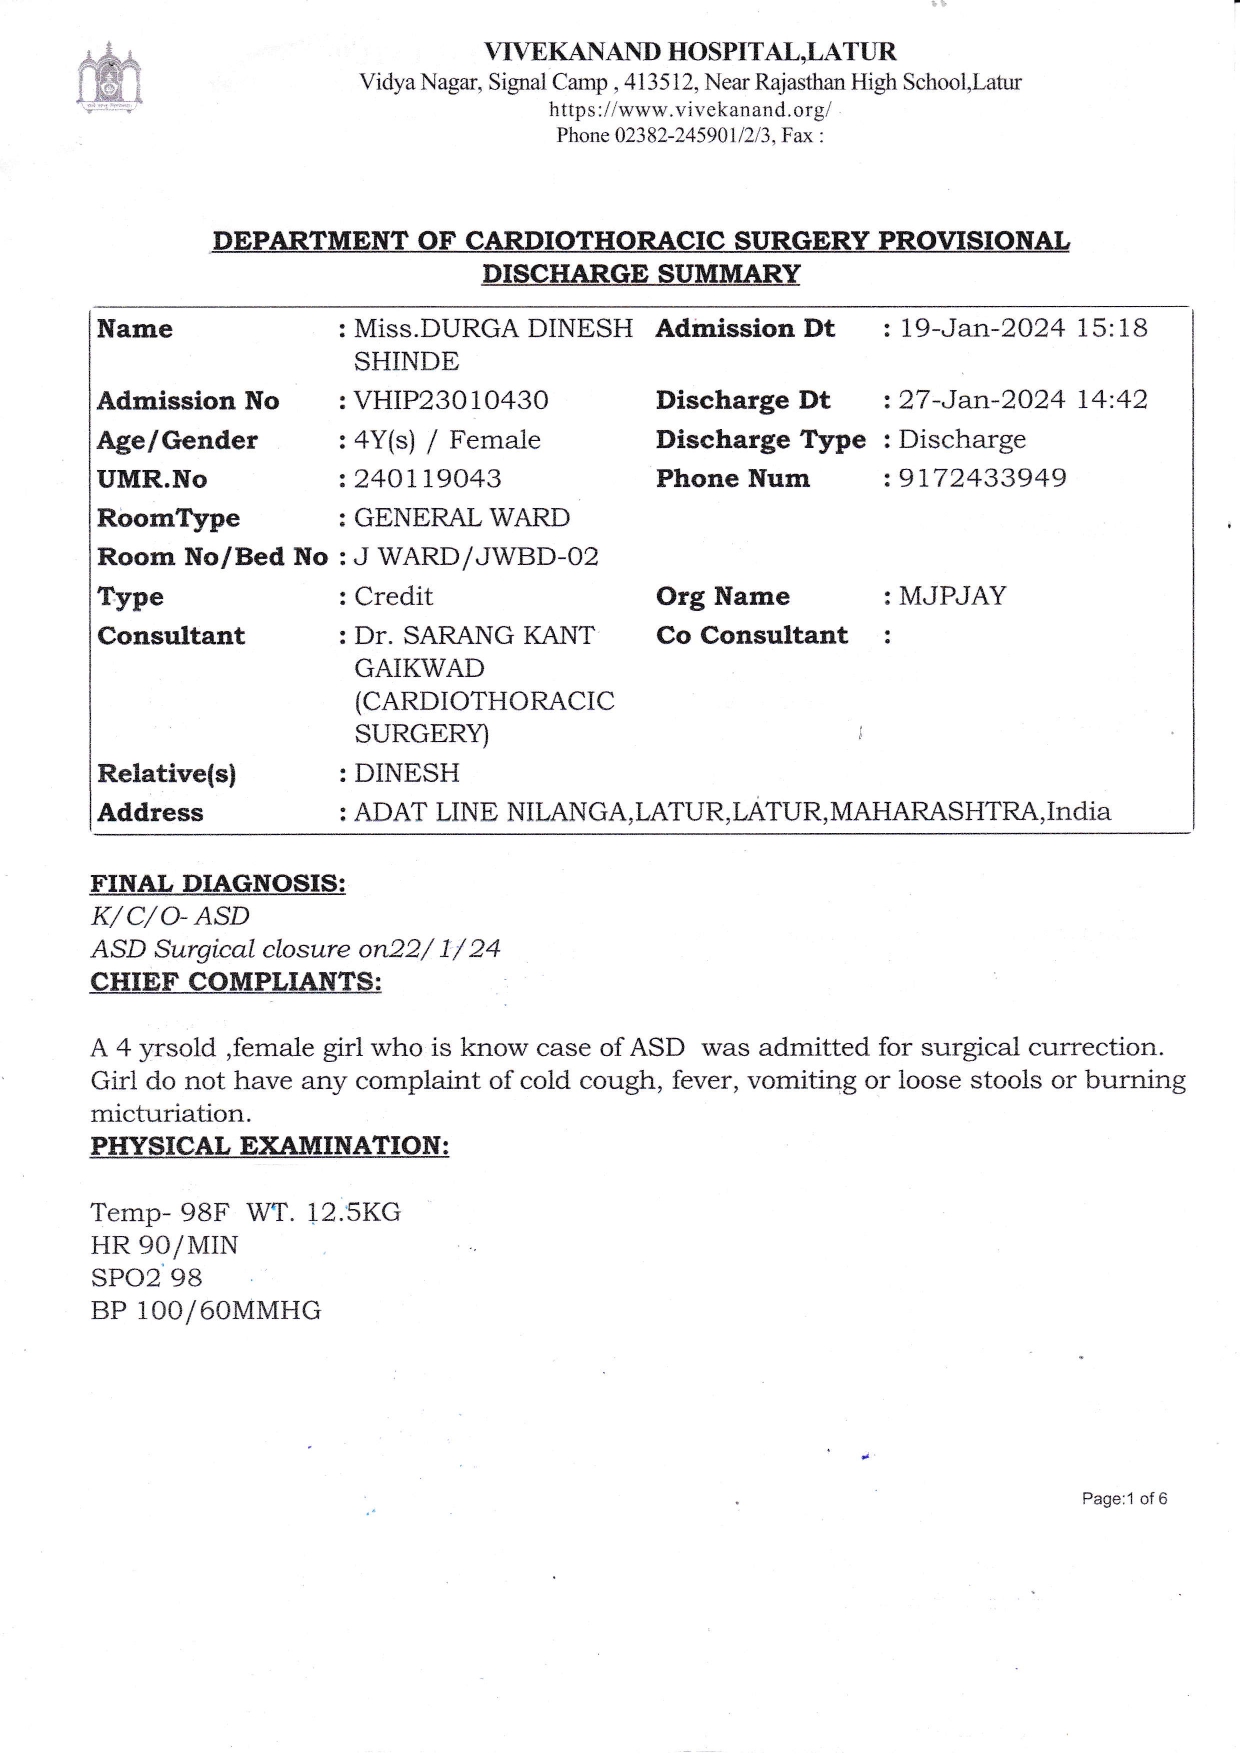 VIVEKANAND HOSPITAL,LATUR
Vidya Nagar, Signal Camp , 413512, Near Rajasthan High School,Latur
https://www.vivekanand.org/
Phone 02382-245901/2/3, Fax :
DEPARTMENT OF CARDIOTHORACIC SURGERY PROVISIONAL
DISCHARGE SUMMARY
Name : Miss.DURGA DINESH Admission Dt : 19-Jan-2024 15:18
SHINDE
Admission No : VHIP23010430 Discharge Dt : 27-Jan-2024 14:42
Age/Gender : 4Y(s) / Female Discharge Type : Discharge
UMR.No : 240119043 Phone Num : 9172433949
RoomType : GENERAL WARD
Room No/Bed No : J WARD/JWBD-02
Type : Credit Org Name : MJPJAY
Consultant : Dr. SARANG KANT Co Consultant :
GAIKWAD
(CARDIOTHORACIC
SURGERY)
Relative(s) : DINESH
Address : ADAT LINE NILANGA,LATUR,LATUR,MAHARASHTRA,India
FINAL DIAGNOSIS:
K/C/O- ASD
ASD Surgical closure on22/1/24
CHIEF COMPLIANTS:
A 4 yrsold ,female girl who is know case of ASD was admitted for surgical currection.
Girl do not have any complaint of cold cough, fever, vomiting or loose stools or burning
micturiation.
PHYSICAL EXAMINATION:
Temp- 98F WT. 12.5KG
HR 90/MIN
SPO2 98
BP 100/60MMHG
Page:1 of 6